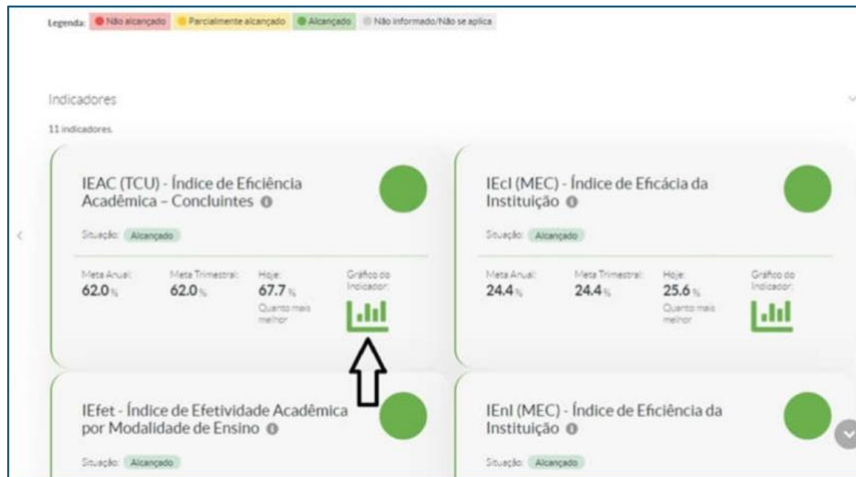 Legenda: Não alcançado Parcialmente alcançado Alcançado Não informado/Não se aplica
Indicadores
11 indicadores.
IEAC (TCU) - Índice de Eficiência
Acadêmica – Concluintes
Situação: Alcançado
Meta Anual: Meta Trimestral: Hoje: Gráfico do
62.0 % 62.0 % 67.7 % Indicador:
Quanto mais
melhor
IEcI (MEC) - Índice de Eficácia da
Instituição
Situação: Alcançado
Meta Anual: Meta Trimestral: Hoje: Gráfico do
24.4 % 24.4 % 25.6 % Indicador:
Quanto mais
melhor
IEfet - Índice de Efetividade Acadêmica
por Modalidade de Ensino
Situação: Alcançado
IEnI (MEC) - Índice de Eficiência da
Instituição
Situação: Alcançado